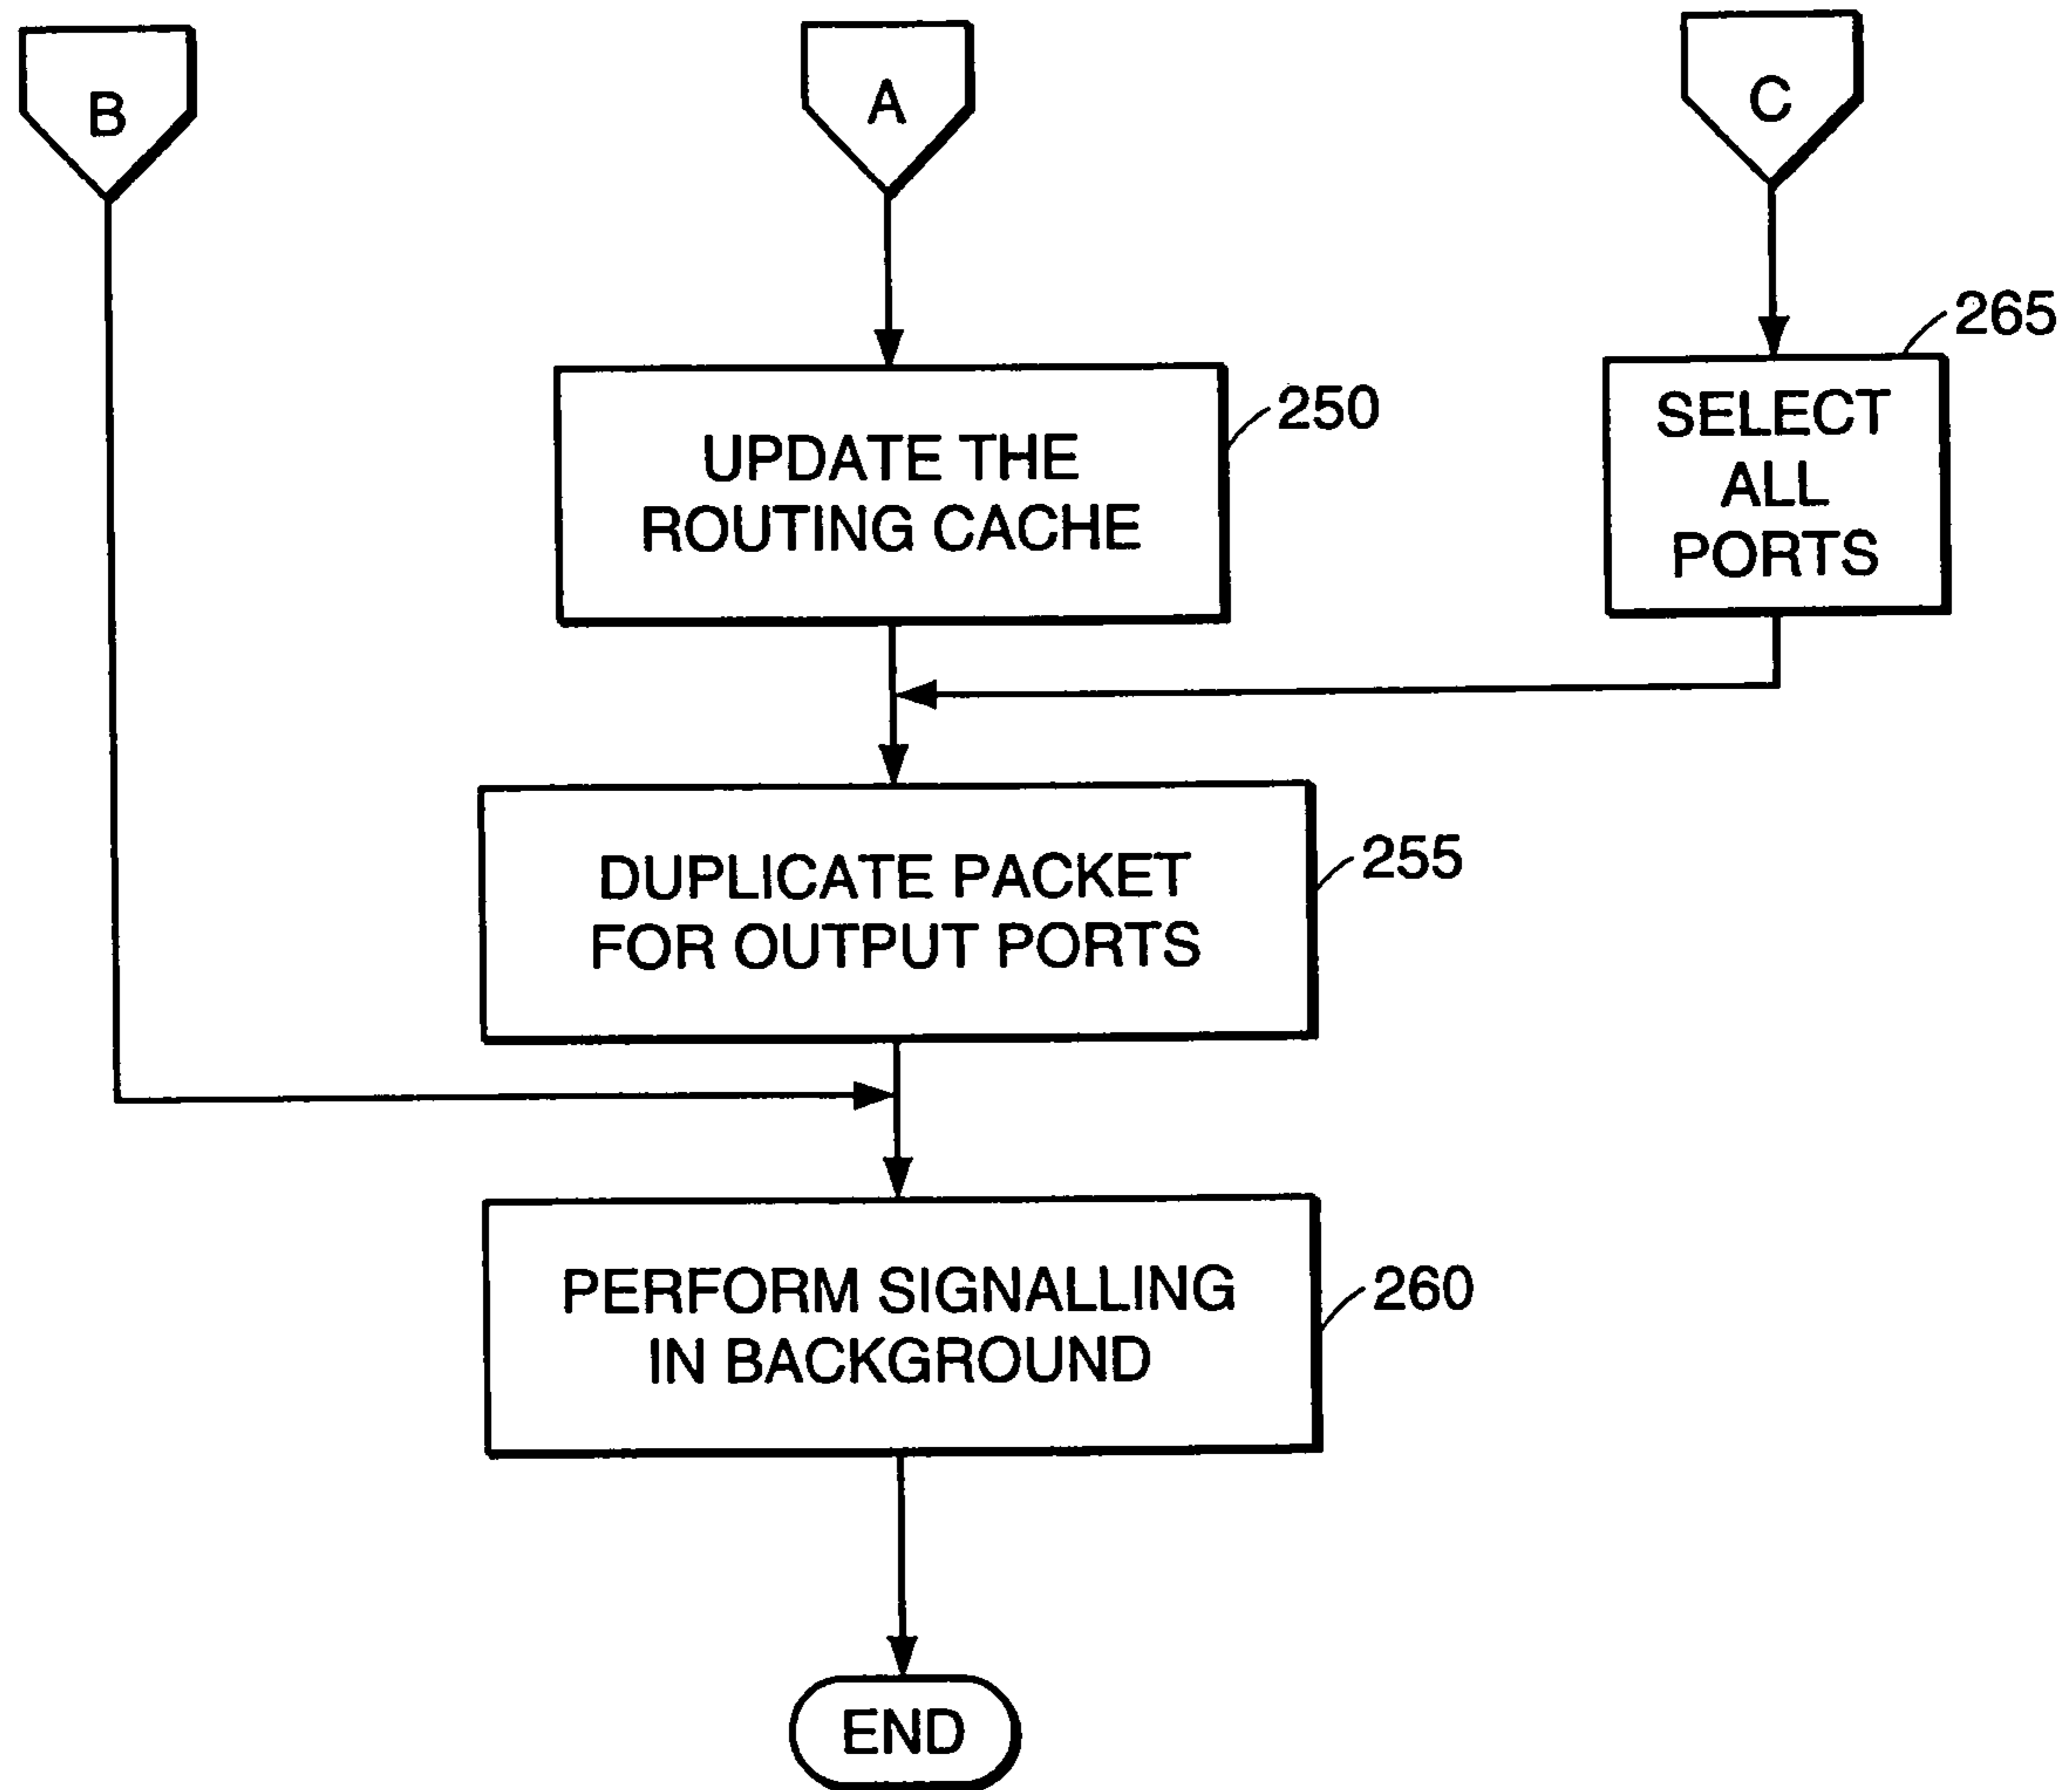 B
A
C
265
SELECT
ALL
PORTS
250
UPDATE THE
ROUTING CACHE
255
DUPLICATE PACKET
FOR OUTPUT PORTS
260
PERFORM SIGNALLING
IN BACKGROUND
END